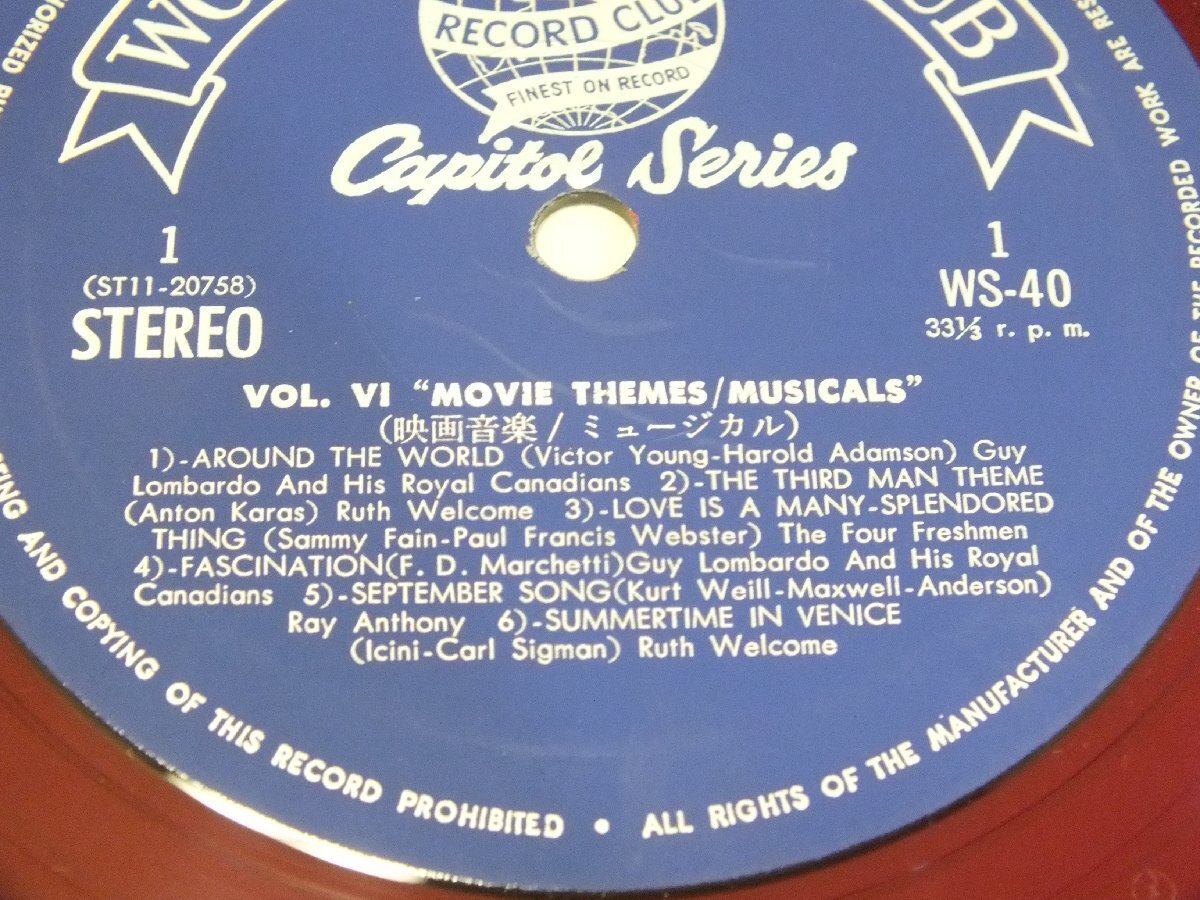 RECORD CLUB
FINEST ON RECORD
Capitol Series
1
(ST11-20758)
STEREO
1
WS-40
33⅓ r. p. m.
VOL. VI "MOVIE THEMES/MUSICALS"
(映画音楽/ミュージカル)
1)-AROUND THE WORLD (Victor Young-Harold Adamson) Guy
Lombardo And His Royal Canadians 2)-THE THIRD MAN THEME
(Anton Karas) Ruth Welcome 3)-LOVE IS A MANY-SPLENDORED
THING (Sammy Fain-Paul Francis Webster) The Four Freshmen
4)-FASCINATION(F. D. Marchetti)Guy Lombardo And His Royal
Canadians 5)-SEPTEMBER SONG(Kurt Weill-Maxwell-Anderson)
Ray Anthony 6)-SUMMERTIME IN VENICE
(Icini-Carl Sigman) Ruth Welcome
AND COPYING OF THIS RECORD PROHIBITED • ALL RIGHTS OF THE MANUFACTURER AND OF THE OWNER OF THE RECORDED WORK ARE